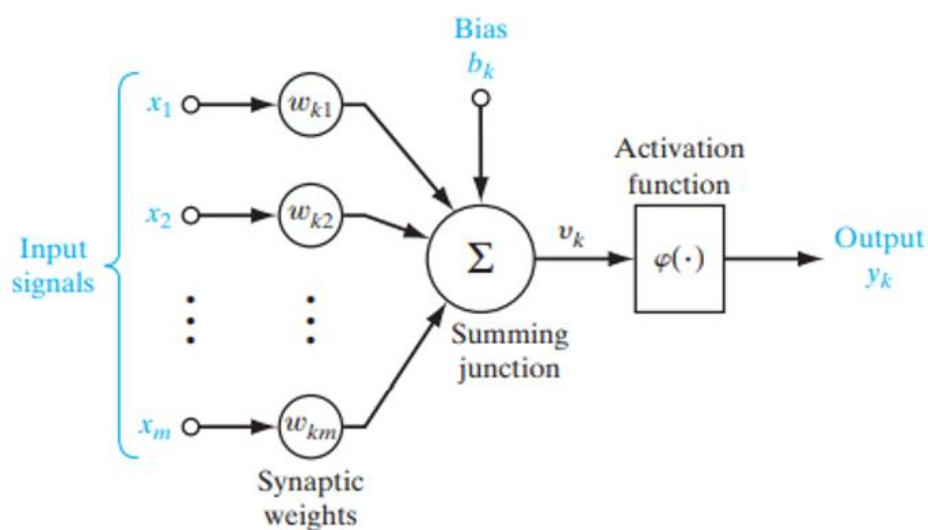 Bias
b_k
x_1
w_k1
Activation
function
x_2
w_k2
Input
signals
Σ
v_k
φ(·)
Output
y_k
Summing
junction
x_m
w_km
Synaptic
weights